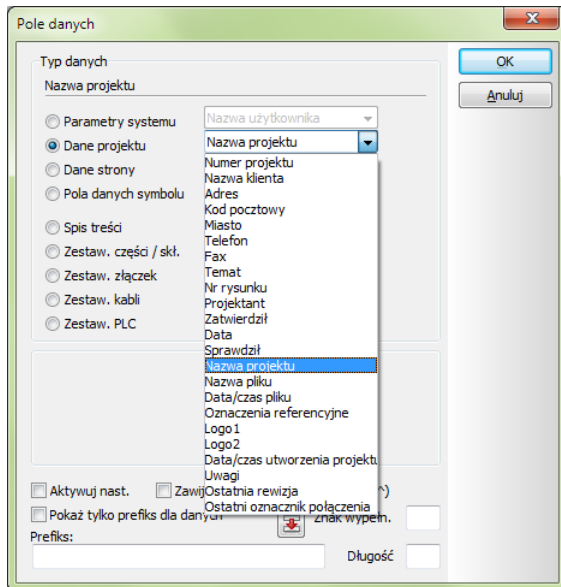 Pole danych
Typ danych
OK
Nazwa projektu
Anuluj
Parametry systemu
Nazwa użytkownika
Dane projektu
Nazwa projektu
Dane strony
Pola danych symbolu
Spis treści
Zestaw. części / skł.
Zestaw. złączek
Zestaw. kabli
Zestaw. PLC
Numer projektu
Nazwa klienta
Adres
Kod pocztowy
Miasto
Telefon
Fax
Temat
Nr rysunku
Projektant
Zatwierdził
Data
Sprawdził
Nazwa projektu
Nazwa pliku
Data/czas pliku
Oznaczenia referencyjne
Logo1
Logo2
Data/czas utworzenia projektu
Uwagi
Ostatnia rewizja
Ostatni oznacznik połączenia
Aktywuj nast.
Zawij
^)
Pokaż tylko prefiks dla danych
Znak wypełn.
Prefiks:
Długość